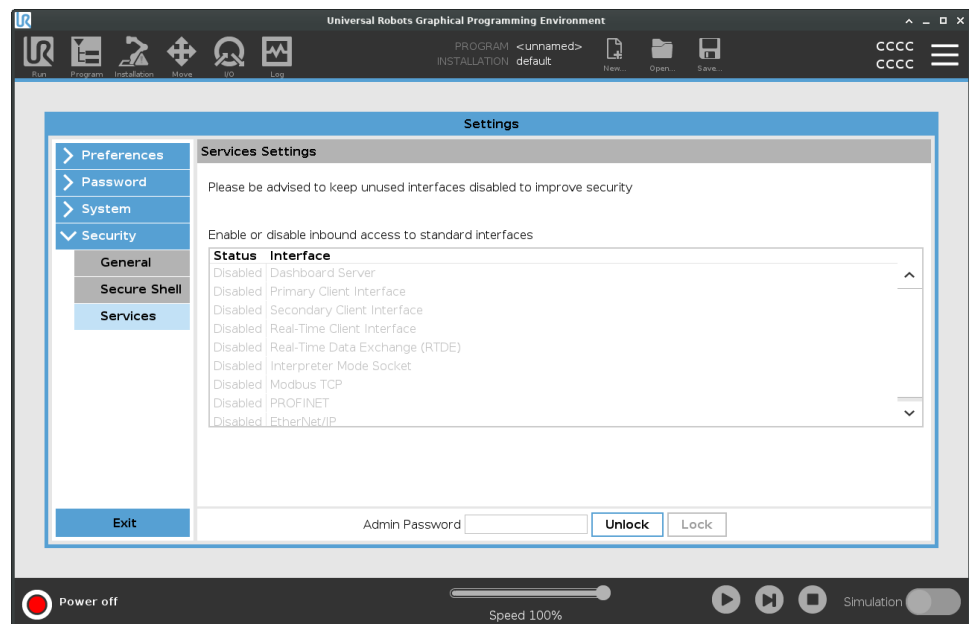 UR
Universal Robots Graphical Programming Environment
UR
Run
Program
Installation
Move
I/O
Log
PROGRAM <unnamed>
INSTALLATION default
New...
Open...
Save...
CCCC
CCCC
Settings
Preferences
Password
System
Security
General
Secure Shell
Services
Exit
Services Settings
Please be advised to keep unused interfaces disabled to improve security
Enable or disable inbound access to standard interfaces
Status Interface
Disabled Dashboard Server
Disabled Primary Client Interface
Disabled Secondary Client Interface
Disabled Real-Time Client Interface
Disabled Real-Time Data Exchange (RTDE)
Disabled Interpreter Mode Socket
Disabled Modbus TCP
Disabled PROFINET
Disabled EtherNet/IP
Admin Password Unlock Lock
Power off
Speed 100%
Simulation